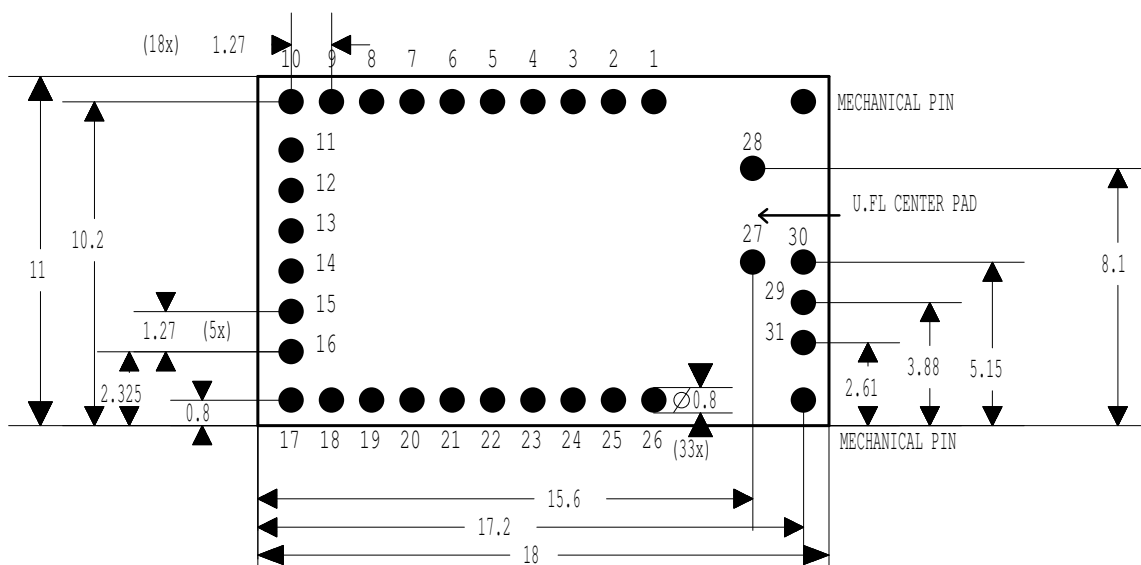 (18x) 1.27
10 9 8 7 6 5 4 3 2 1
MECHANICAL PIN
11
28
12
U.FL CENTER PAD
13
27 30
10.2
14
8.1
11
29
15
1.27 (5x)
31
16
3.88
5.15
2.61
2.325
0.8
Ø0.8
17 18 19 20 21 22 23 24 25 26
(33x)
MECHANICAL PIN
15.6
17.2
18